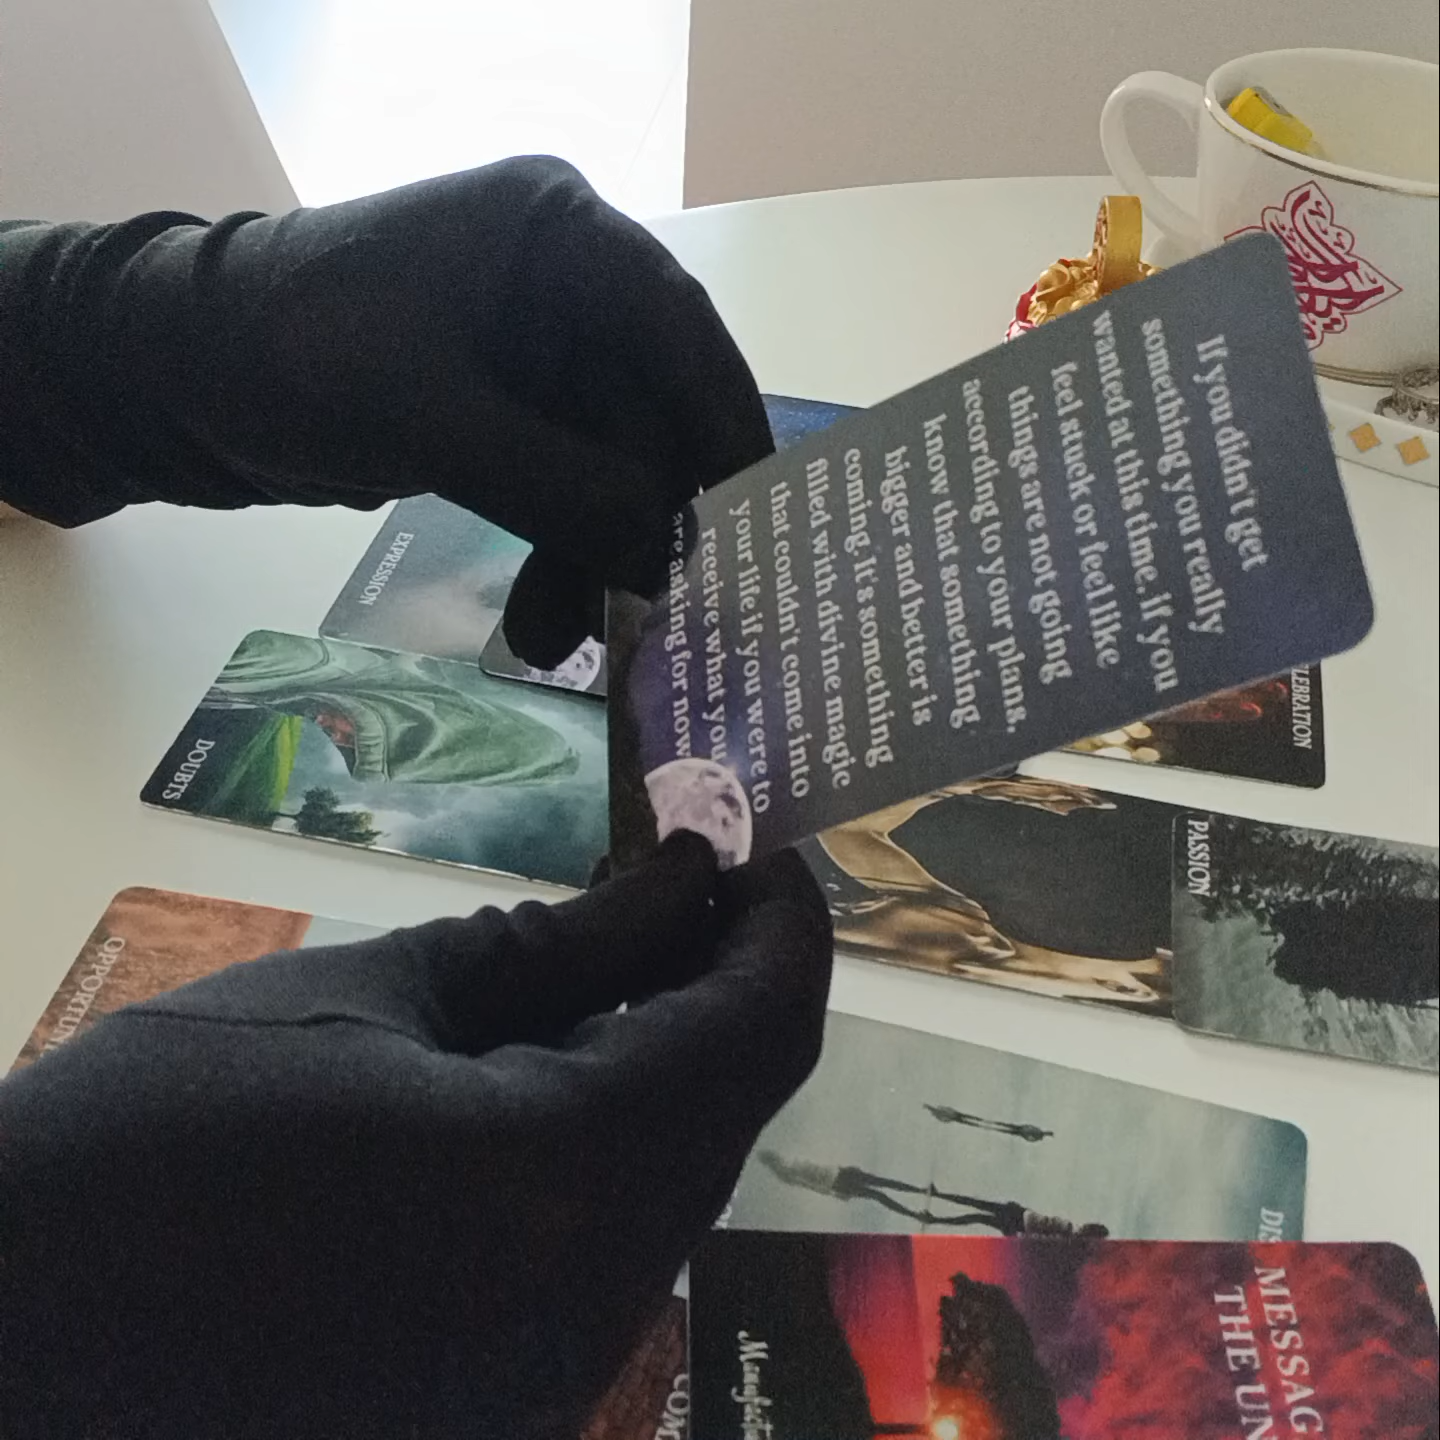 If you didn't get
something you really
wanted at this time, if you
feel stuck or feel like
things are not going
according to your plans,
know that something
bigger and better is
coming. It's something
filled with divine magic
that couldn't come into
your life if you were to
receive what you
are asking for now
EXPRESSION
DOUBTS
LEBRATION
PASSION
OPPORTUNI
DIS
MESSAG
THE UN